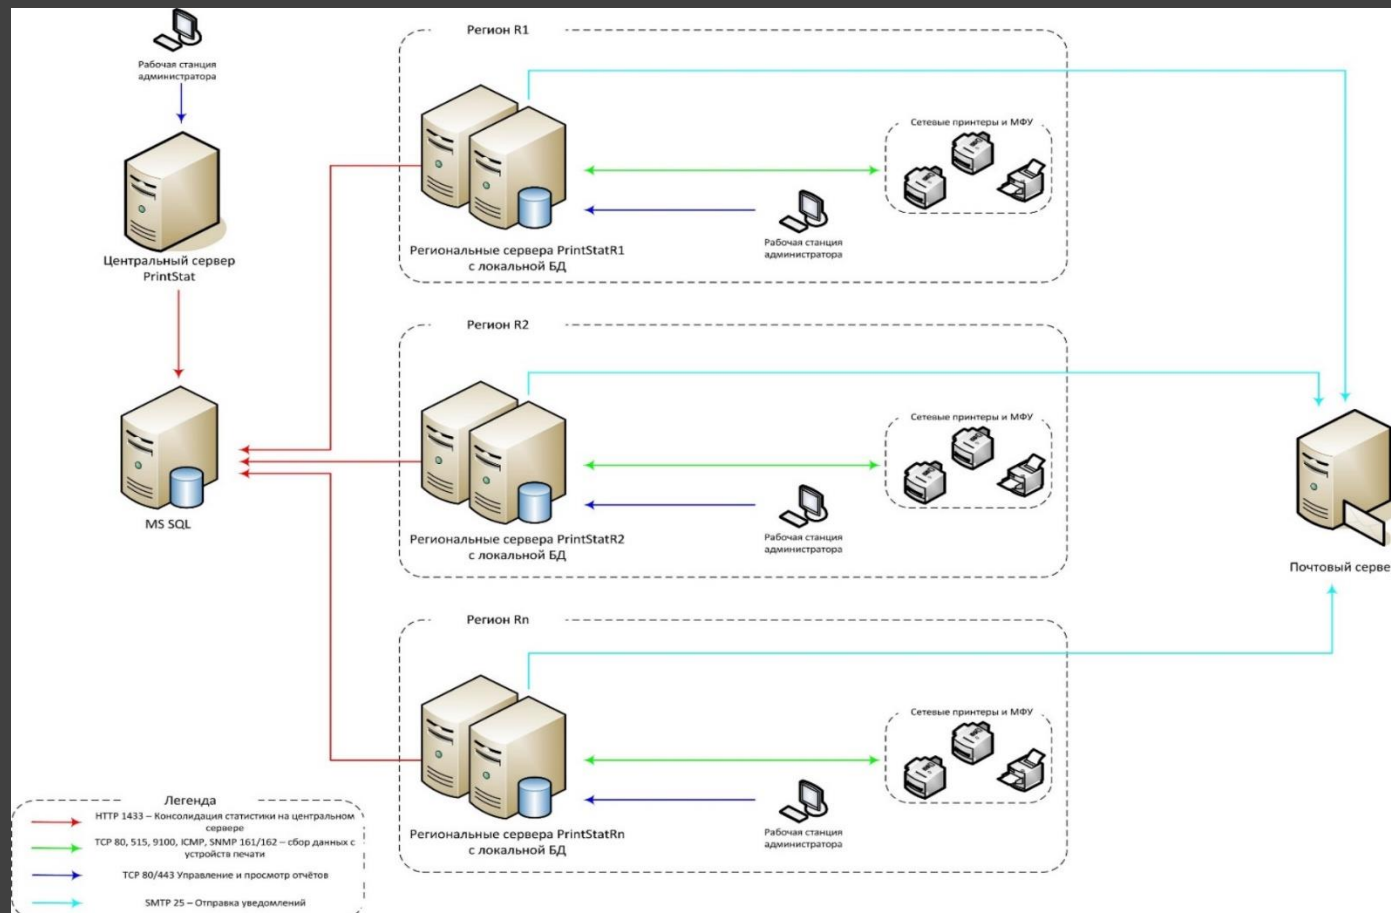 Рабочая станция
администратора
Центральный сервер
PrintStat
MS SQL
Регион R1
Региональные сервера PrintStatR1
с локальной БД
Сетевые принтеры и МФУ
Рабочая станция
администратора
Регион R2
Региональные сервера PrintStatR2
с локальной БД
Сетевые принтеры и МФУ
Рабочая станция
администратора
Регион Rn
Региональные сервера PrintStatRn
с локальной БД
Сетевые принтеры и МФУ
Рабочая станция
администратора
Почтовый серве
Легенда
HTTP 1433 – Консолидация статистики на центральном
сервере
TCP 80, 515, 9100, ICMP, SNMP 161/162 – сбор данных с
устройств печати
TCP 80/443 Управление и просмотр отчётов
SMTP 25 – Отправка уведомлений